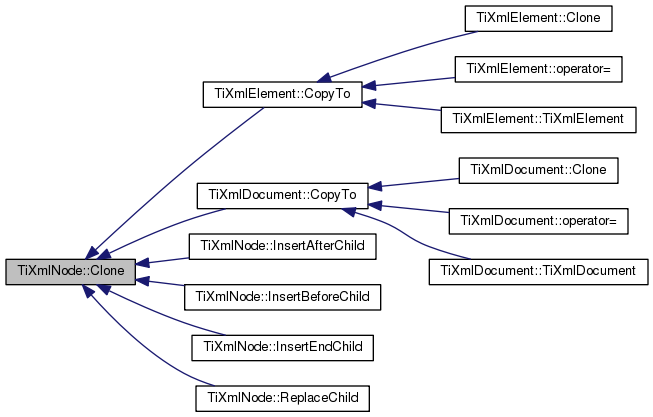 TiXmlElement::Clone
TiXmlElement::operator=
TiXmlElement::CopyTo
TiXmlElement::TiXmlElement
TiXmlDocument::Clone
TiXmlDocument::CopyTo
TiXmlDocument::operator=
TiXmlNode::InsertAfterChild
TiXmlNode::Clone
TiXmlDocument::TiXmlDocument
TiXmlNode::InsertBeforeChild
TiXmlNode::InsertEndChild
TiXmlNode::ReplaceChild